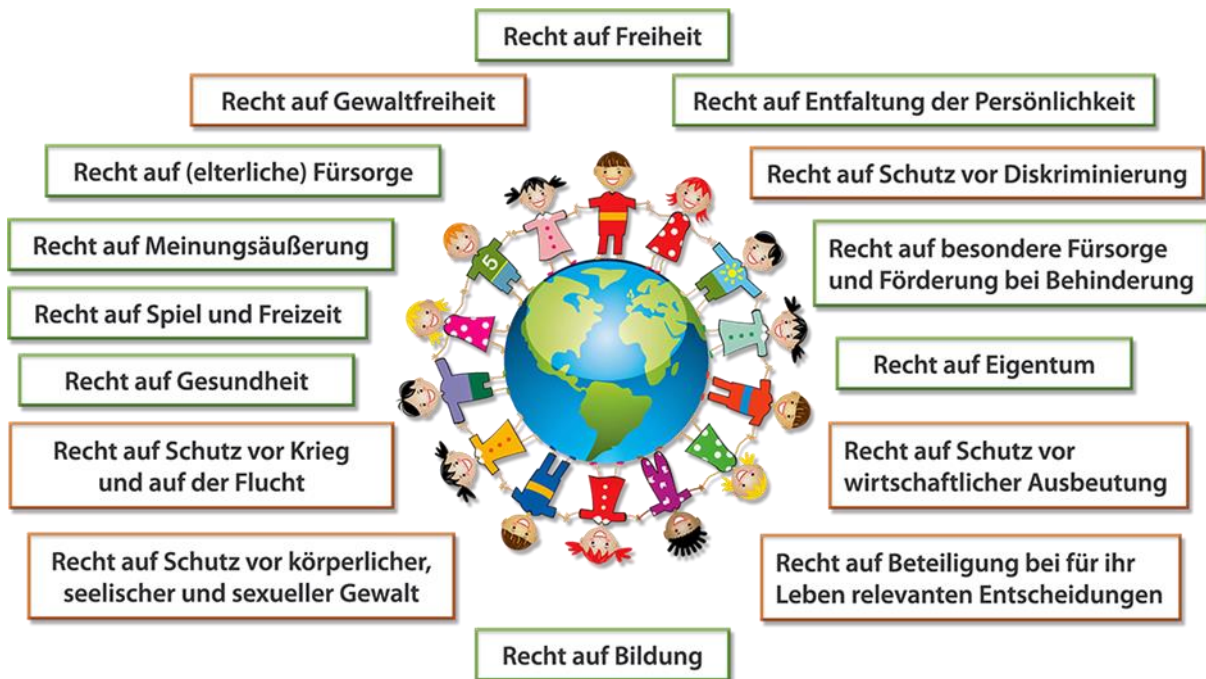 Recht auf Freiheit
Recht auf Gewaltfreiheit
Recht auf Entfaltung der Persönlichkeit
Recht auf (elterliche) Fürsorge
Recht auf Schutz vor Diskriminierung
Recht auf Meinungsäußerung
Recht auf besondere Fürsorge
und Förderung bei Behinderung
Recht auf Spiel und Freizeit
Recht auf Gesundheit
Recht auf Eigentum
Recht auf Schutz vor Krieg
und auf der Flucht
Recht auf Schutz vor
wirtschaftlicher Ausbeutung
Recht auf Schutz vor körperlicher,
seelischer und sexueller Gewalt
Recht auf Beteiligung bei für ihr
Leben relevanten Entscheidungen
Recht auf Bildung
5